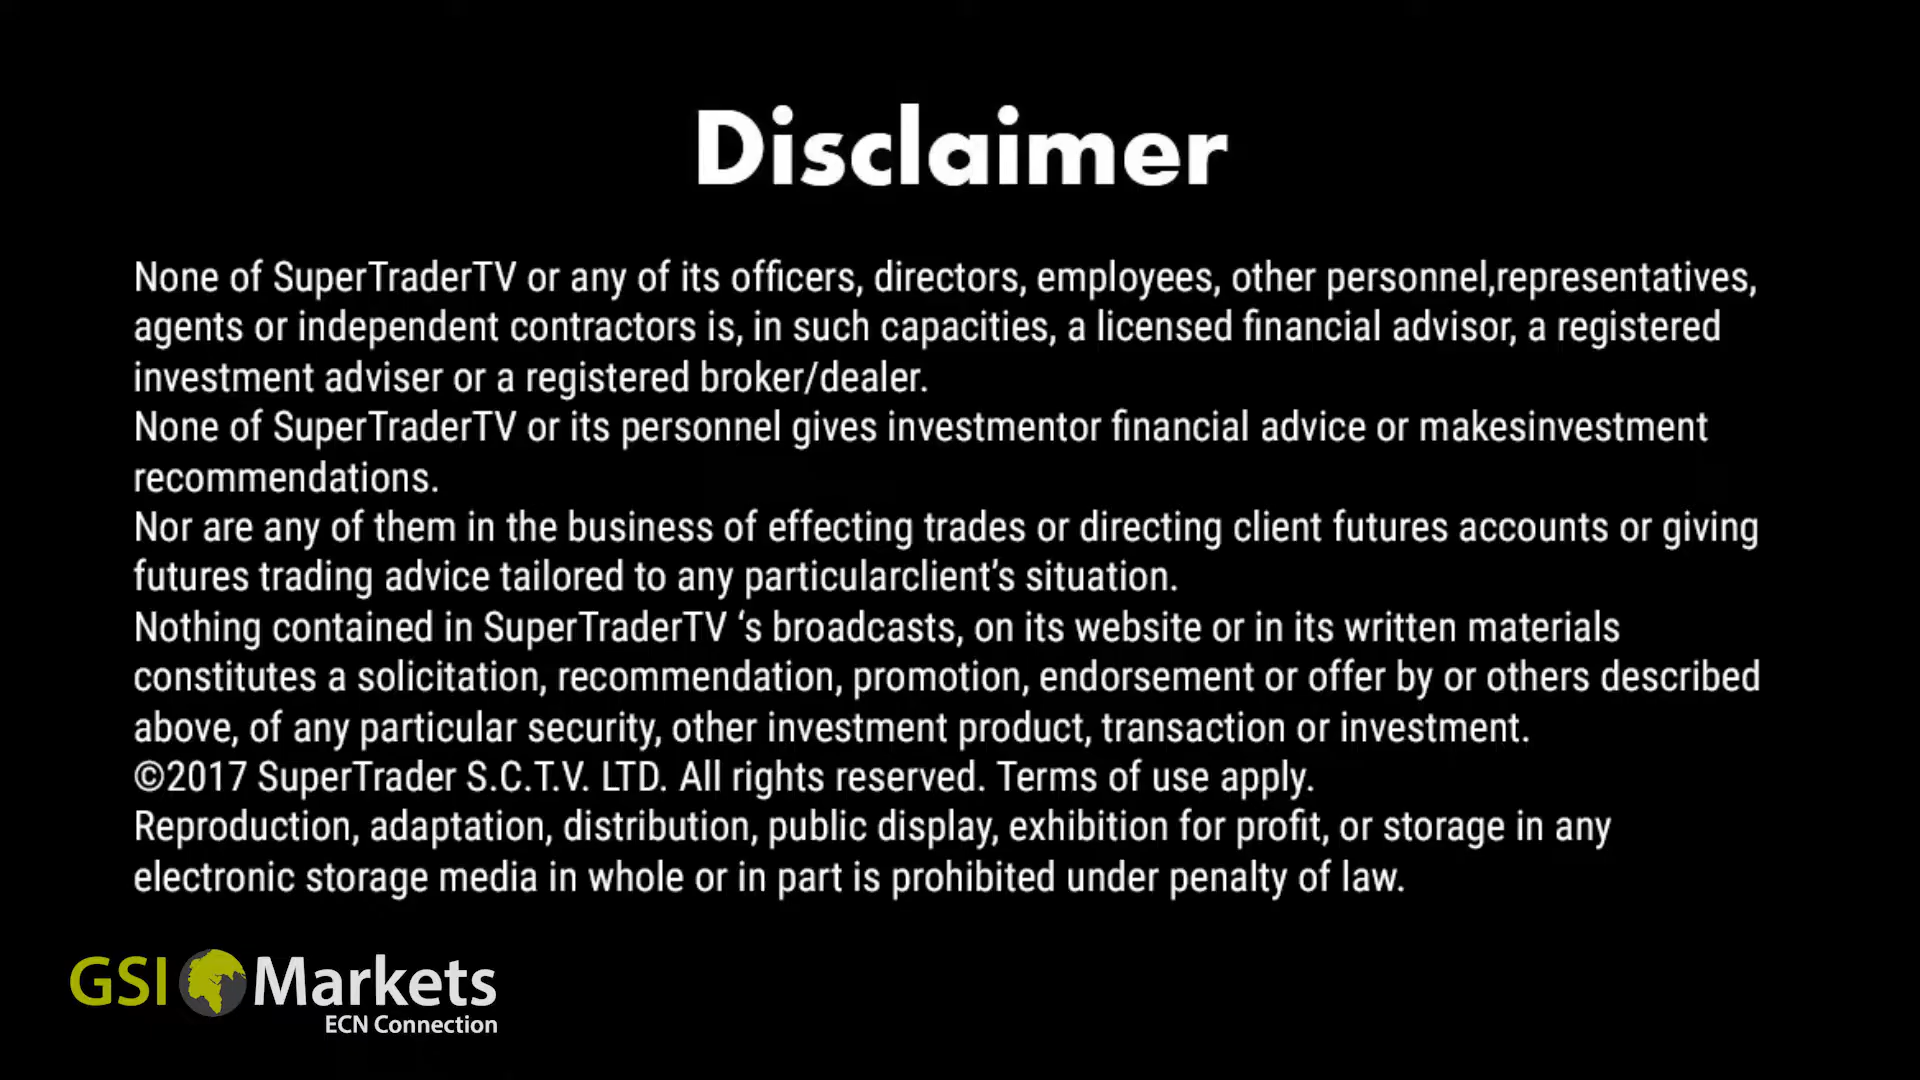 Disclaimer
None of SuperTraderTV or any of its officers, directors, employees, other personnel,representatives,
agents or independent contractors is, in such capacities, a licensed financial advisor, a registered
investment adviser or a registered broker/dealer.
None of SuperTraderTV or its personnel gives investmentor financial advice or makesinvestment
recommendations.
Nor are any of them in the business of effecting trades or directing client futures accounts or giving
futures trading advice tailored to any particularclient’s situation.
Nothing contained in SuperTraderTV ‘s broadcasts, on its website or in its written materials
constitutes a solicitation, recommendation, promotion, endorsement or offer by or others described
above, of any particular security, other investment product, transaction or investment.
©2017 SuperTrader S.C.T.V. LTD. All rights reserved. Terms of use apply.
Reproduction, adaptation, distribution, public display, exhibition for profit, or storage in any
electronic storage media in whole or in part is prohibited under penalty of law.
GSI Markets
ECN Connection